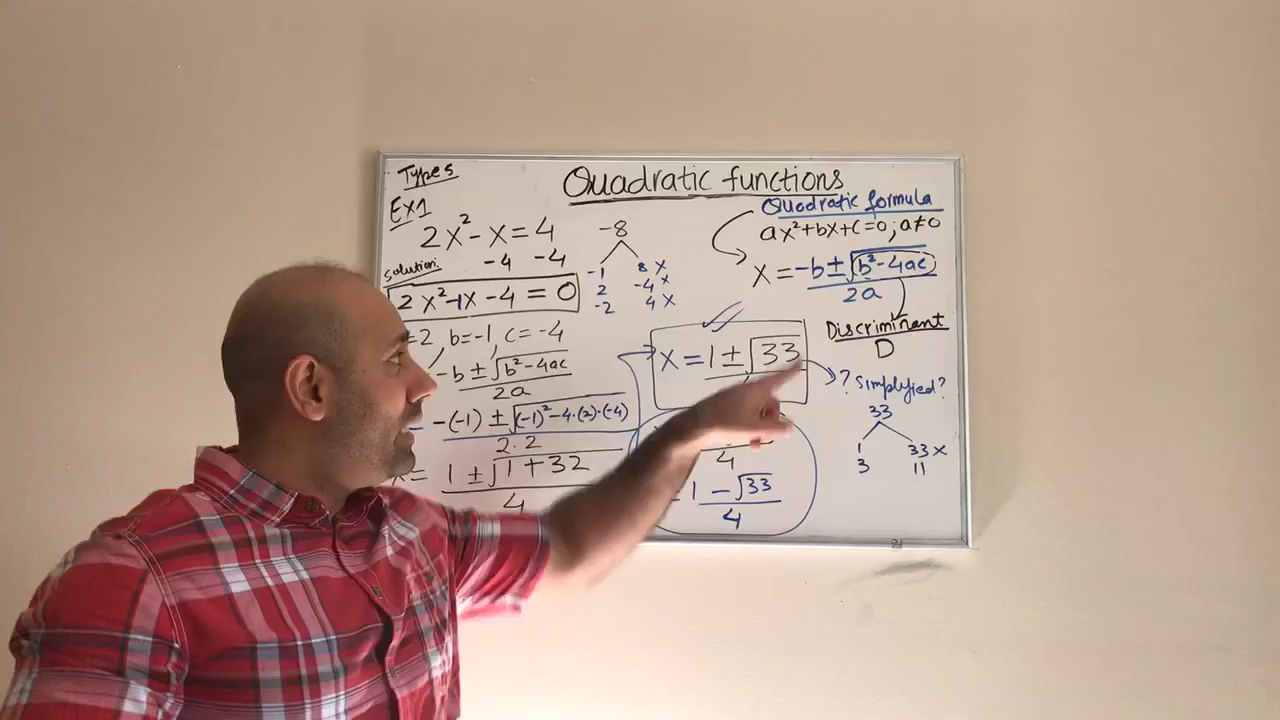 Types
Quadratic functions
Ex1
2x² - x = 4
-4 -4
solution:
2x² - 1x - 4 = 0
=2, b=-1, c=-4
-b ± √b² - 4ac
2a
-(-1) ± √(-1)² - 4·(2)·(-4)
2·2
x = 1 ± √1 + 32
4
-8
-1 8 x
2 -4 x
-2 4 x
x = 1 ± √33
4
= 1 - √33
4
Quadratic formula
ax² + bx + c = 0; a ≠ 0
x = -b ± √b² - 4ac
2a
Discriminant
D
? Simplyfied?
33
1 33 x
3 11